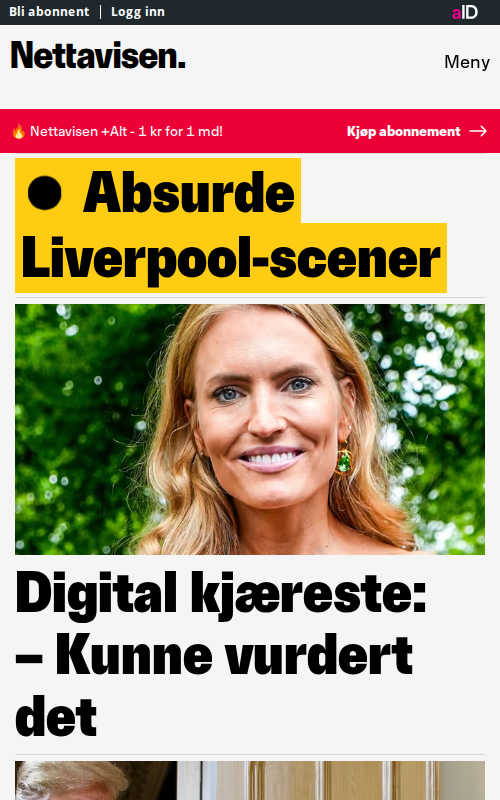 Bli abonnent | Logg inn
aID
Nettavisen.
Meny
🔥 Nettavisen +Alt - 1 kr for 1 md!
Kjøp abonnement →
● Absurde
Liverpool-scener
Digital kjæreste:
– Kunne vurdert
det